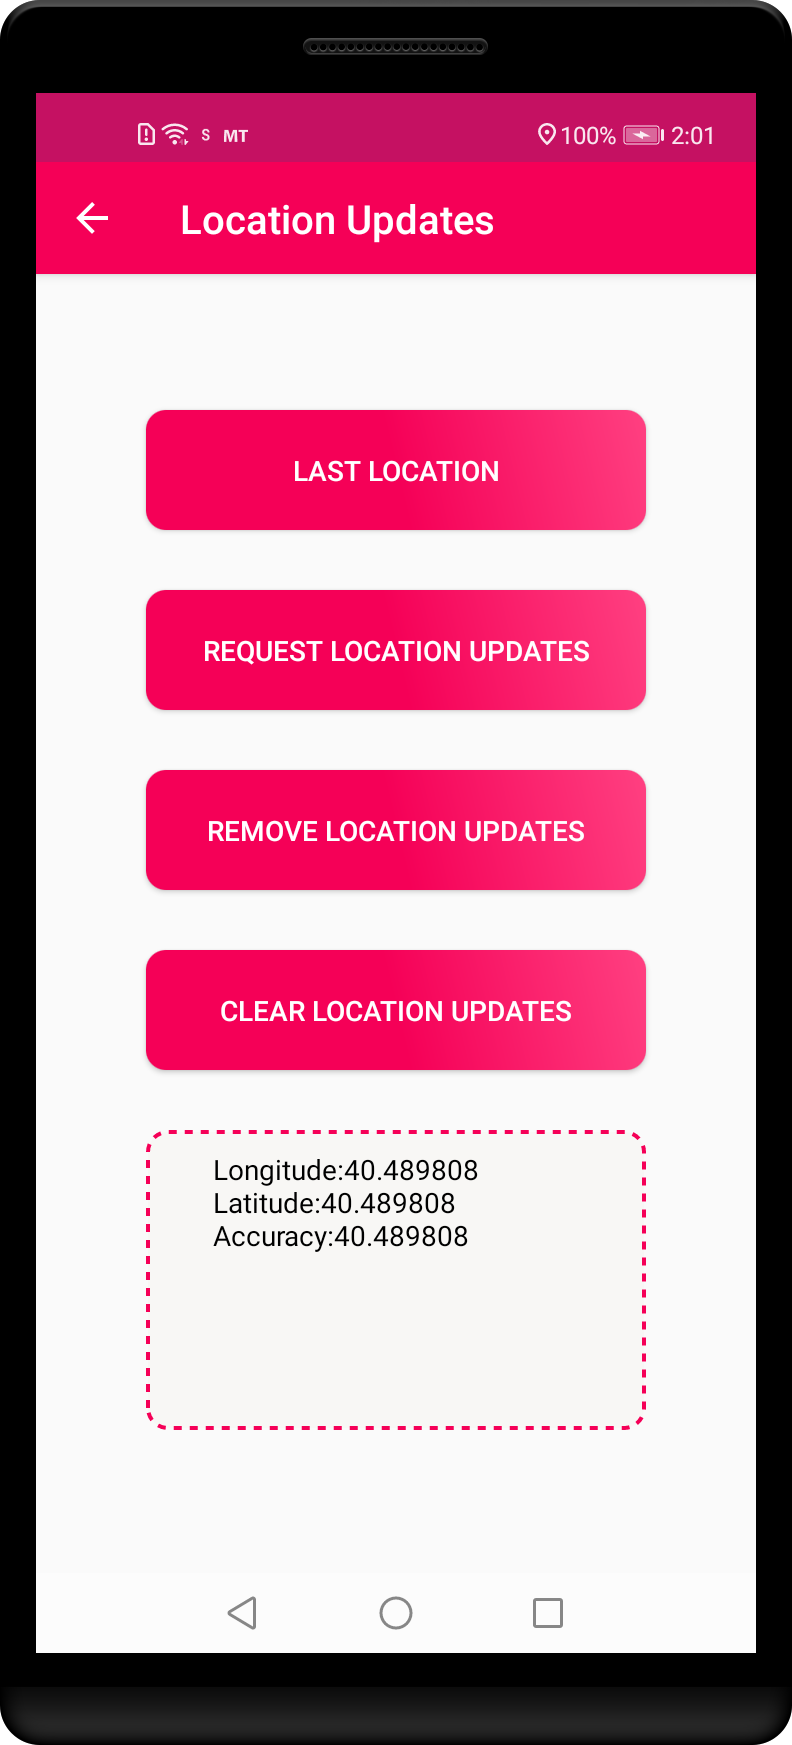 S MT 100% 2:01
Location Updates
LAST LOCATION
REQUEST LOCATION UPDATES
REMOVE LOCATION UPDATES
CLEAR LOCATION UPDATES
Longitude:40.489808
Latitude:40.489808
Accuracy:40.489808